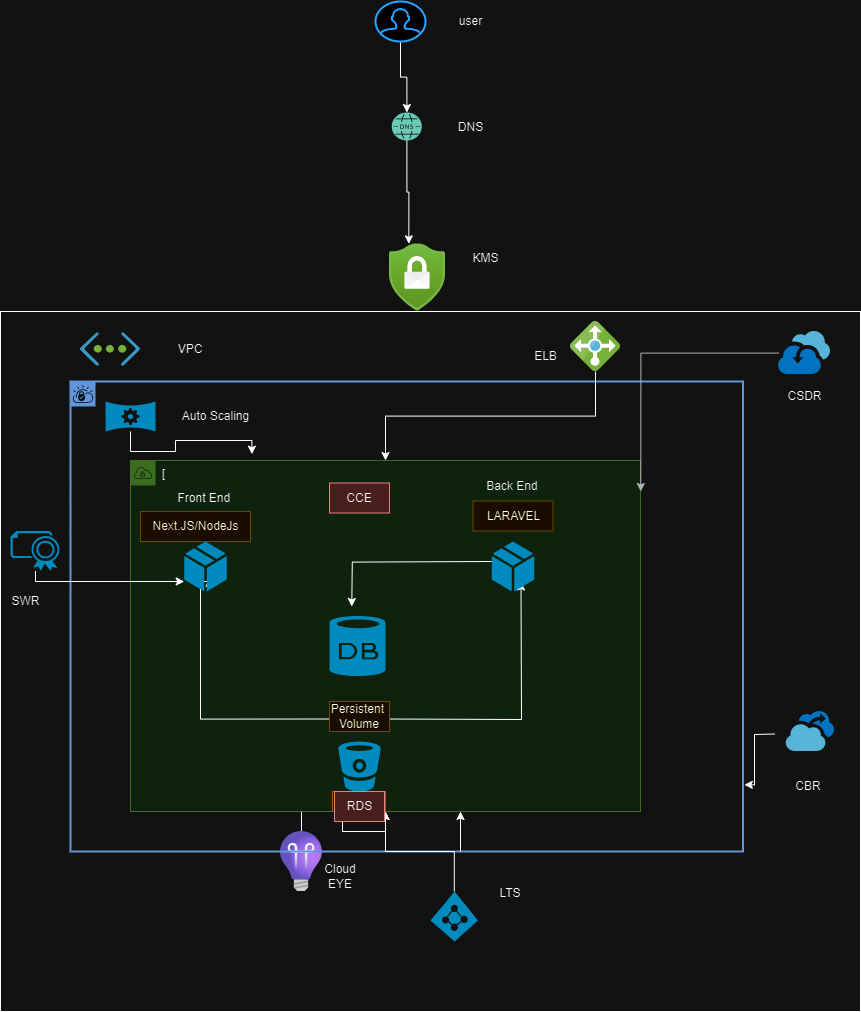 user
DNS
DNS
KMS
VPC
ELB
CSDR
Auto Scaling
[
Front End
CCE
Back End
Next.JS/NodeJs
LARAVEL
SWR
DB
Persistent
Volume
CBR
RDS
Cloud
EYE
LTS